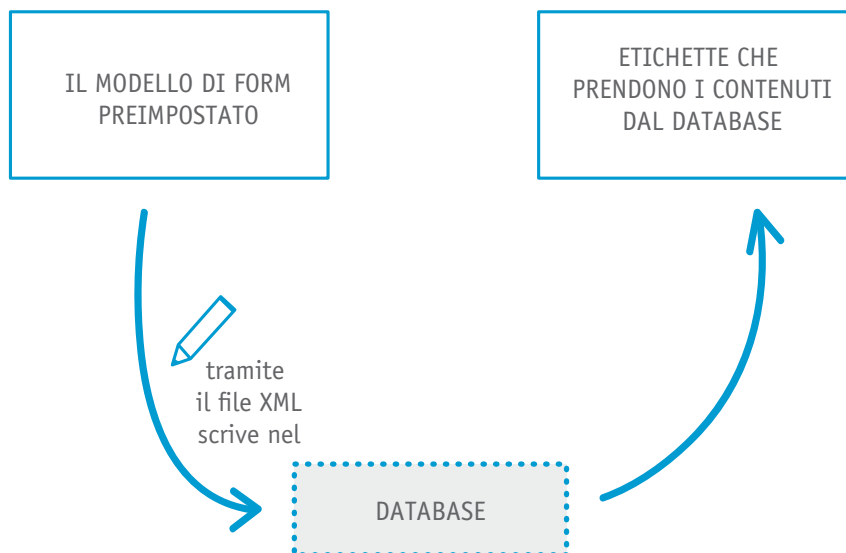 IL MODELLO DI FORM
PREIMPOSTATO
ETICHETTE CHE
PRENDONO I CONTENUTI
DAL DATABASE
tramite
il file XML
scrive nel
DATABASE